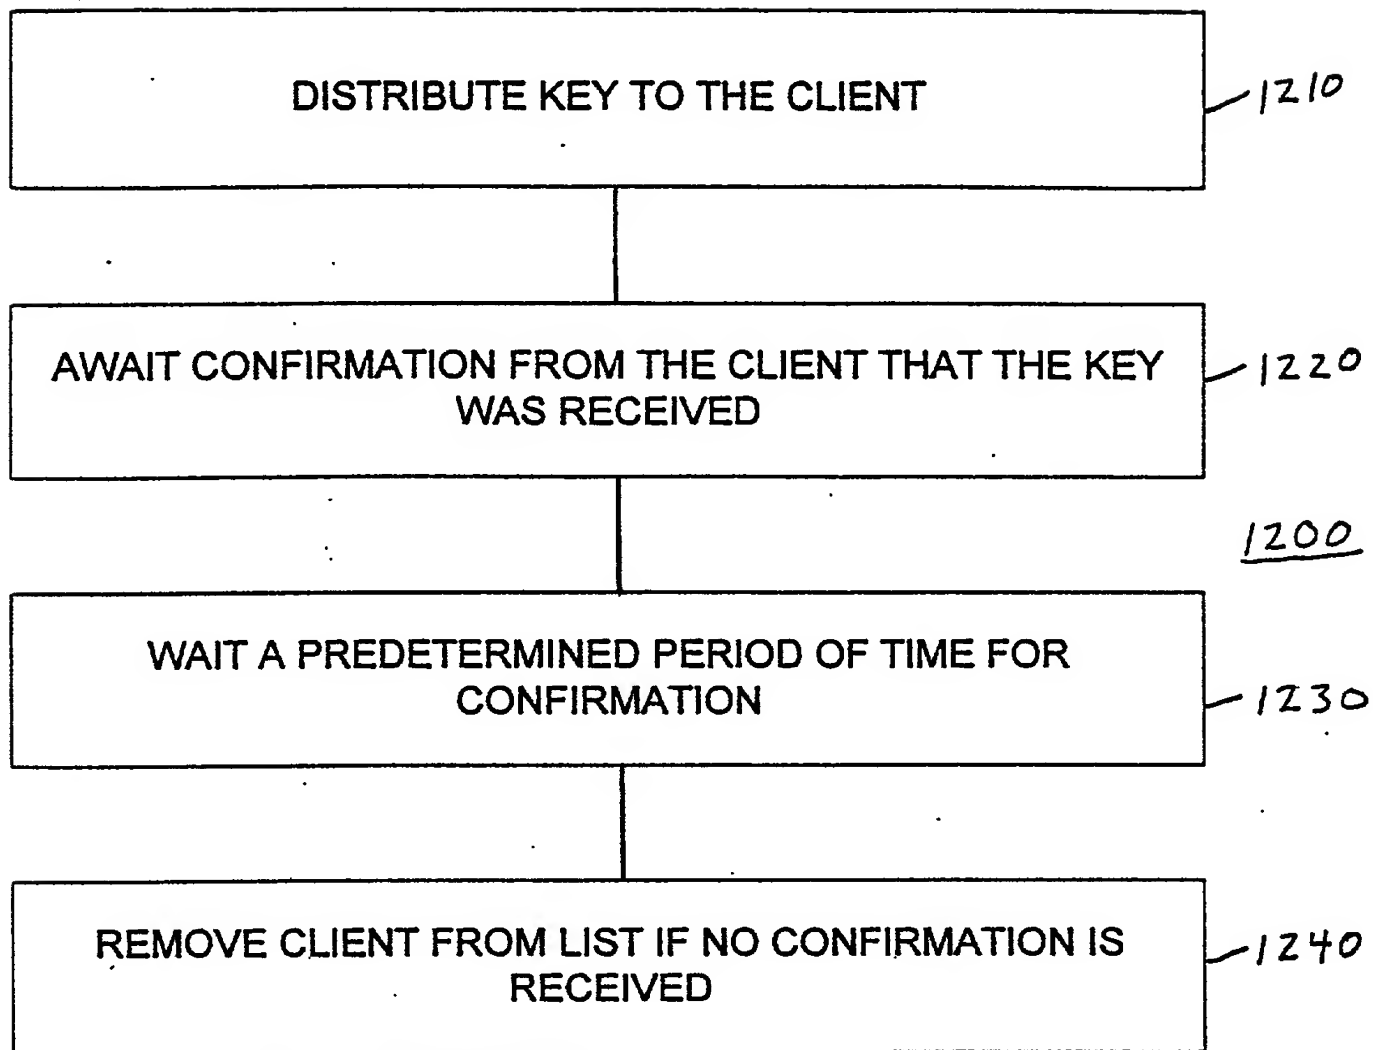 DISTRIBUTE KEY TO THE CLIENT
1210
AWAIT CONFIRMATION FROM THE CLIENT THAT THE KEY
WAS RECEIVED
1220
1200
WAIT A PREDETERMINED PERIOD OF TIME FOR
CONFIRMATION
1230
REMOVE CLIENT FROM LIST IF NO CONFIRMATION IS
RECEIVED
1240